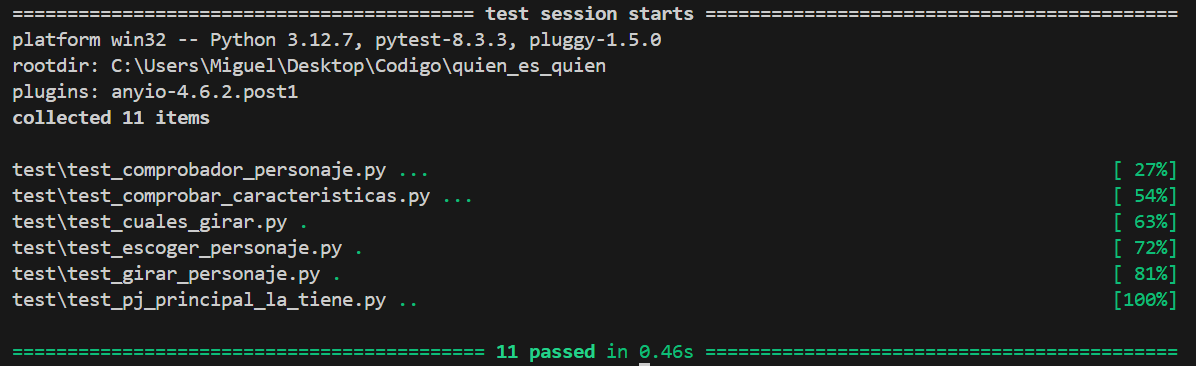 ========================================== test session starts ===========================================
platform win32 -- Python 3.12.7, pytest-8.3.3, pluggy-1.5.0
rootdir: C:\Users\Miguel\Desktop\Codigo\quien_es_quien
plugins: anyio-4.6.2.post1
collected 11 items
test\test_comprobador_personaje.py ... [ 27%]
test\test_comprobar_caracteristicas.py ... [ 54%]
test\test_cuales_girar.py . [ 63%]
test\test_escoger_personaje.py . [ 72%]
test\test_girar_personaje.py . [ 81%]
test\test_pj_principal_la_tiene.py .. [100%]
=========================================== 11 passed in 0.46s ===========================================